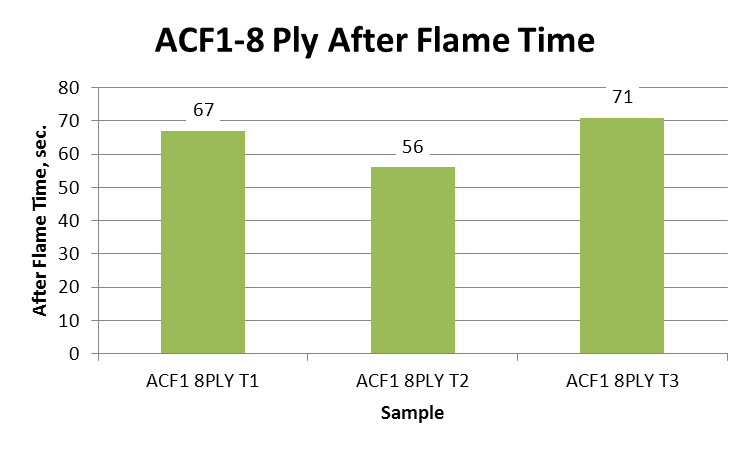 ACF1-8 Ply After Flame Time
After Flame Time, sec.
80
70
60
50
40
30
20
10
0
67
56
71
ACF1 8PLY T1
ACF1 8PLY T2
ACF1 8PLY T3
Sample